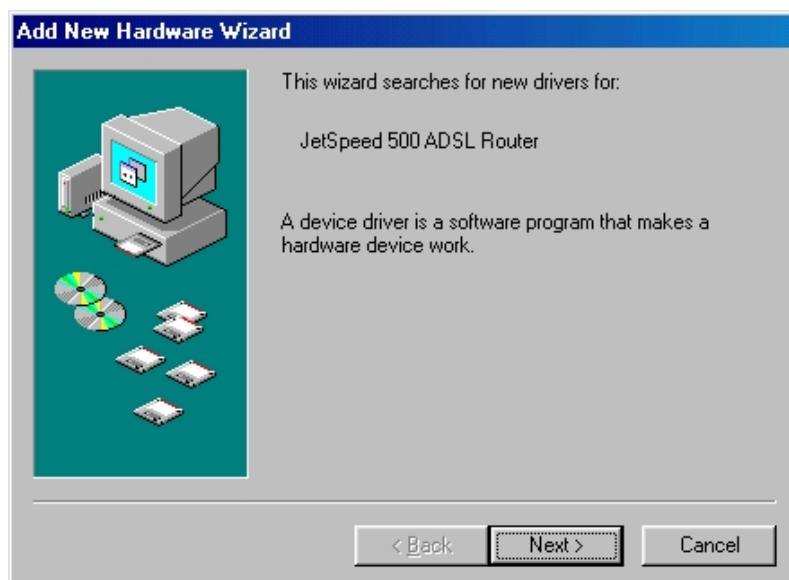 Add New Hardware Wizard
This wizard searches for new drivers for:
JetSpeed 500 ADSL Router
A device driver is a software program that makes a
hardware device work.
< Back
Next >
Cancel